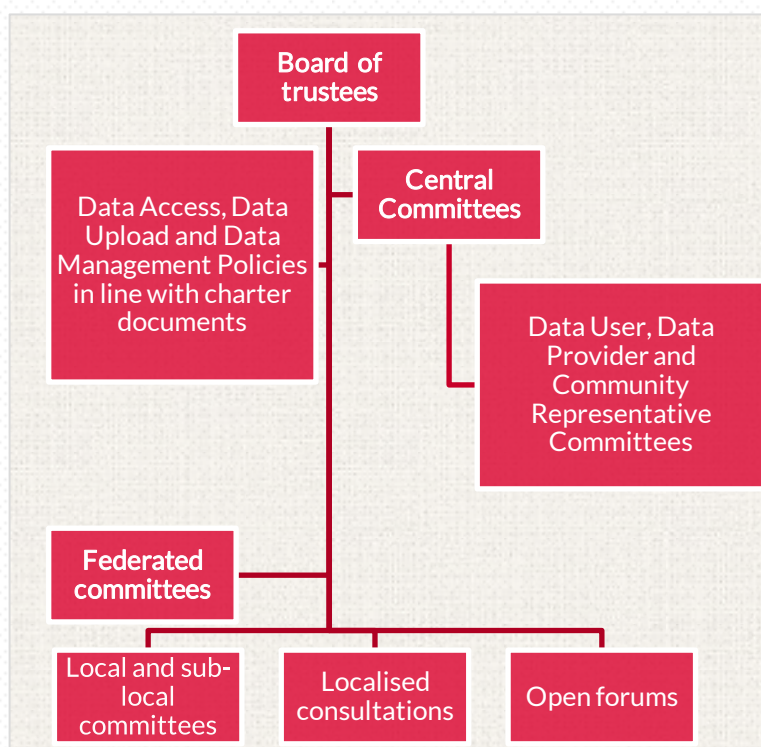 Board of
trustees
Data Access, Data
Upload and Data
Management Policies
in line with charter
documents
Central
Committees
Data User, Data
Provider and
Community
Representative
Committees
Federated
committees
Local and sub-
local
committees
Localised
consultations
Open forums